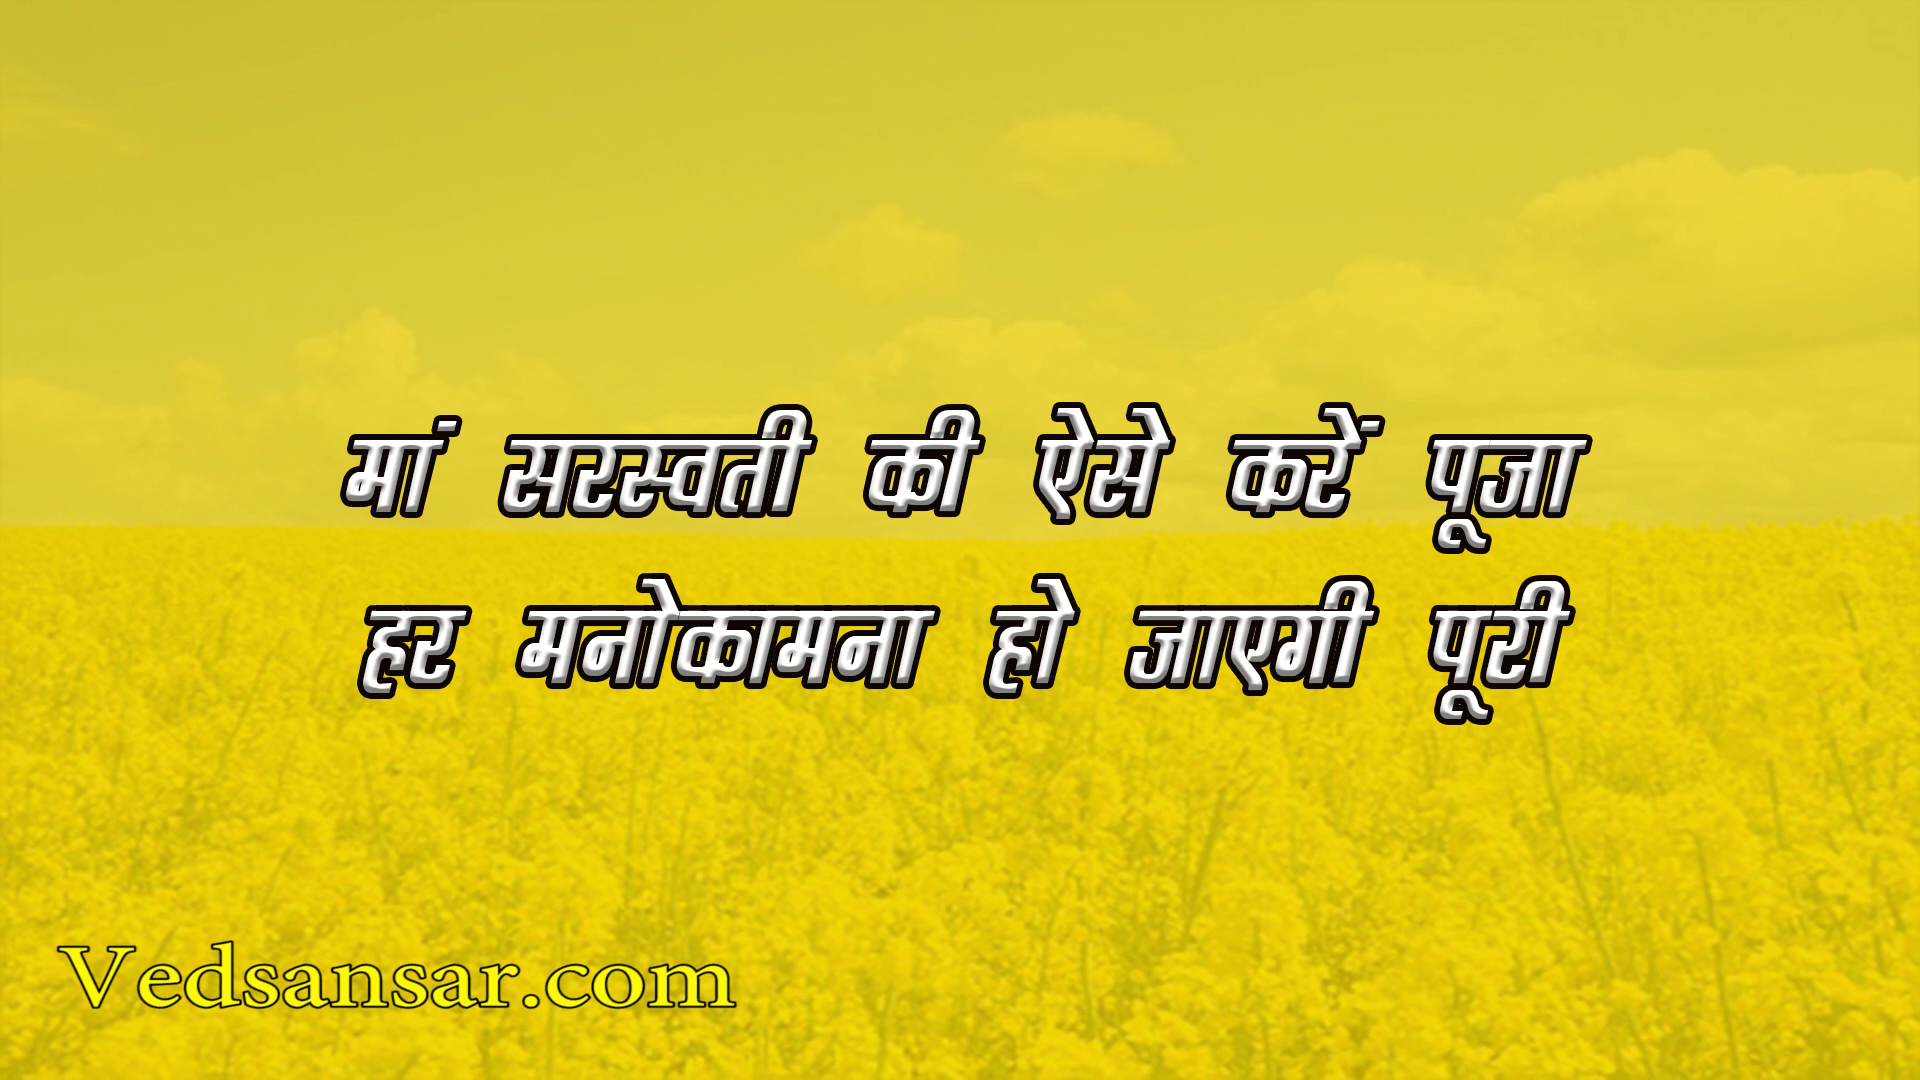 मां सरस्वती की ऐसे करें पूजा
हर मनोकामना हो जाएगी पूरी
Vedsansar.com